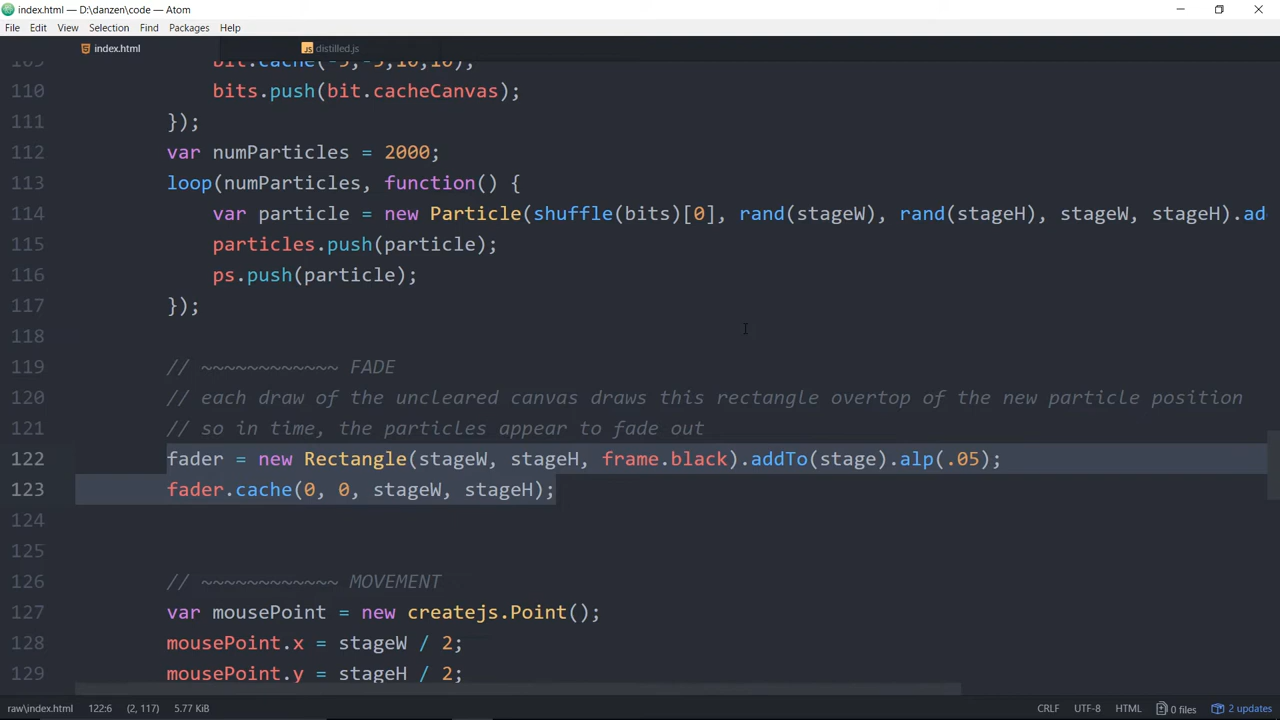 index.html — D:\danzen\code — Atom
File Edit View Selection Find Packages Help
index.html distilled.js
109 bit.cache(-5,-5,10,10);
110 bits.push(bit.cacheCanvas);
111 });
112 var numParticles = 2000;
113 loop(numParticles, function() {
114 var particle = new Particle(shuffle(bits)[0], rand(stageW), rand(stageH), stageW, stageH).ad
115 particles.push(particle);
116 ps.push(particle);
117 });
118
119 // ~~~~~~~~~~~~ FADE
120 // each draw of the uncleared canvas draws this rectangle overtop of the new particle position
121 // so in time, the particles appear to fade out
122 fader = new Rectangle(stageW, stageH, frame.black).addTo(stage).alp(.05);
123 fader.cache(0, 0, stageW, stageH);
124
125
126 // ~~~~~~~~~~~~ MOVEMENT
127 var mousePoint = new createjs.Point();
128 mousePoint.x = stageW / 2;
129 mousePoint.y = stageH / 2;
raw\index.html 122:6 (2, 117) 5.77 KiB CRLF UTF-8 HTML 0 files 2 updates